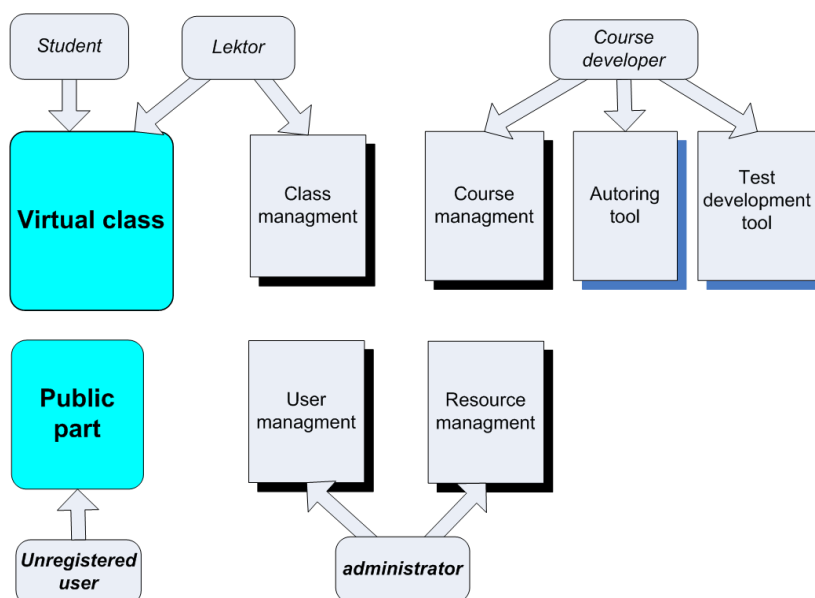 Student
Lektor
Course
developer
Virtual class
Class
managment
Course
managment
Autoring
tool
Test
development
tool
Public
part
User
managment
Resource
managment
Unregistered
user
administrator